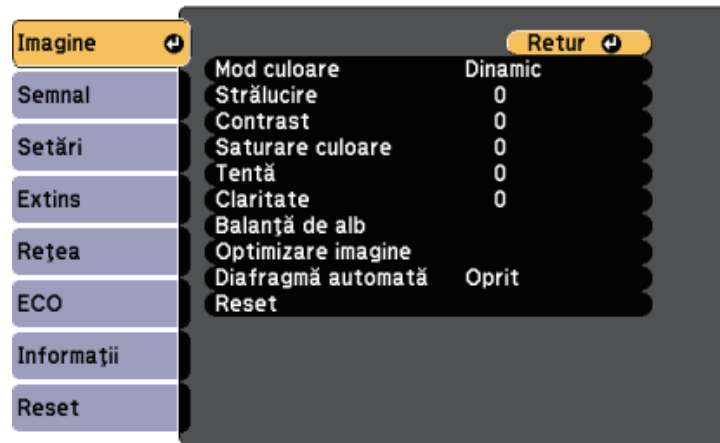 Imagine
Semnal
Setări
Extins
Reţea
ECO
Informaţii
Reset
Retur
Mod culoare Dinamic
Strălucire 0
Contrast 0
Saturare culoare 0
Tentă 0
Claritate 0
Balanţă de alb
Optimizare imagine
Diafragmă automată Oprit
Reset